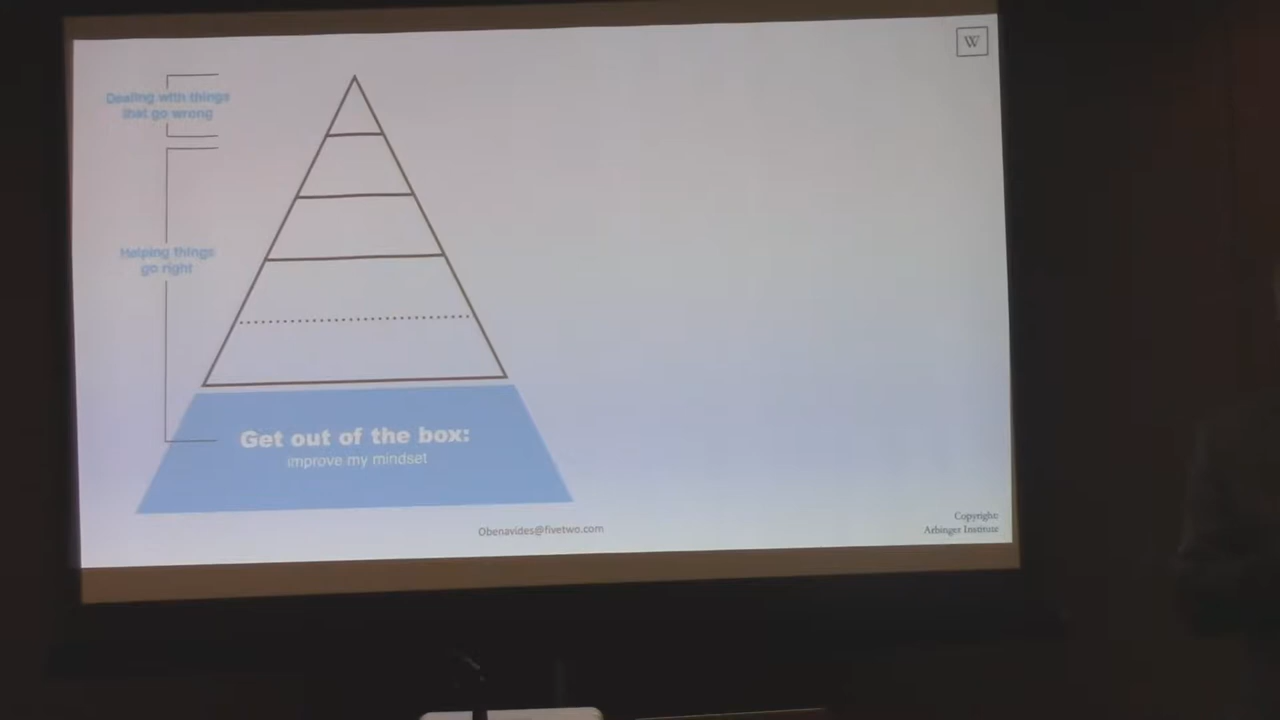 W
Dealing with things
that go wrong
Helping things
go right
Get out of the box:
improve my mindset
Obenavides@fivetwo.com
Copyright:
Arbinger Institute